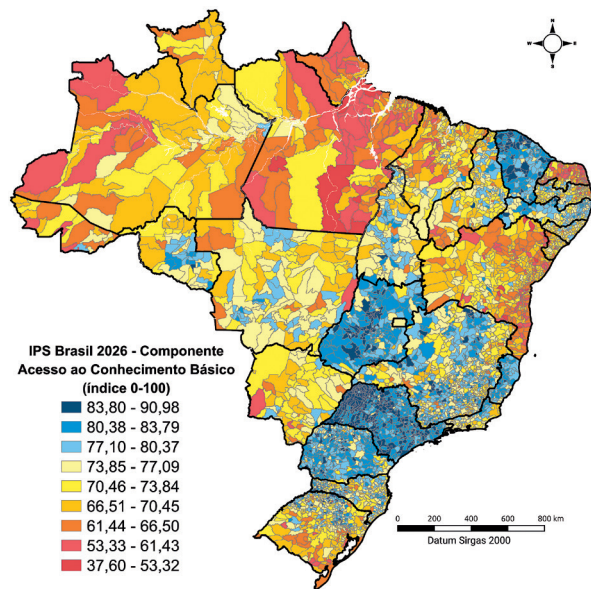 N
W
E
S
IPS Brasil 2026 - Componente
Acesso ao Conhecimento Básico
(índice 0-100)
83,80 - 90,98
80,38 - 83,79
77,10 - 80,37
73,85 - 77,09
70,46 - 73,84
66,51 - 70,45
61,44 - 66,50
53,33 - 61,43
37,60 - 53,32
0 200 400 600 800 km
Datum Sirgas 2000